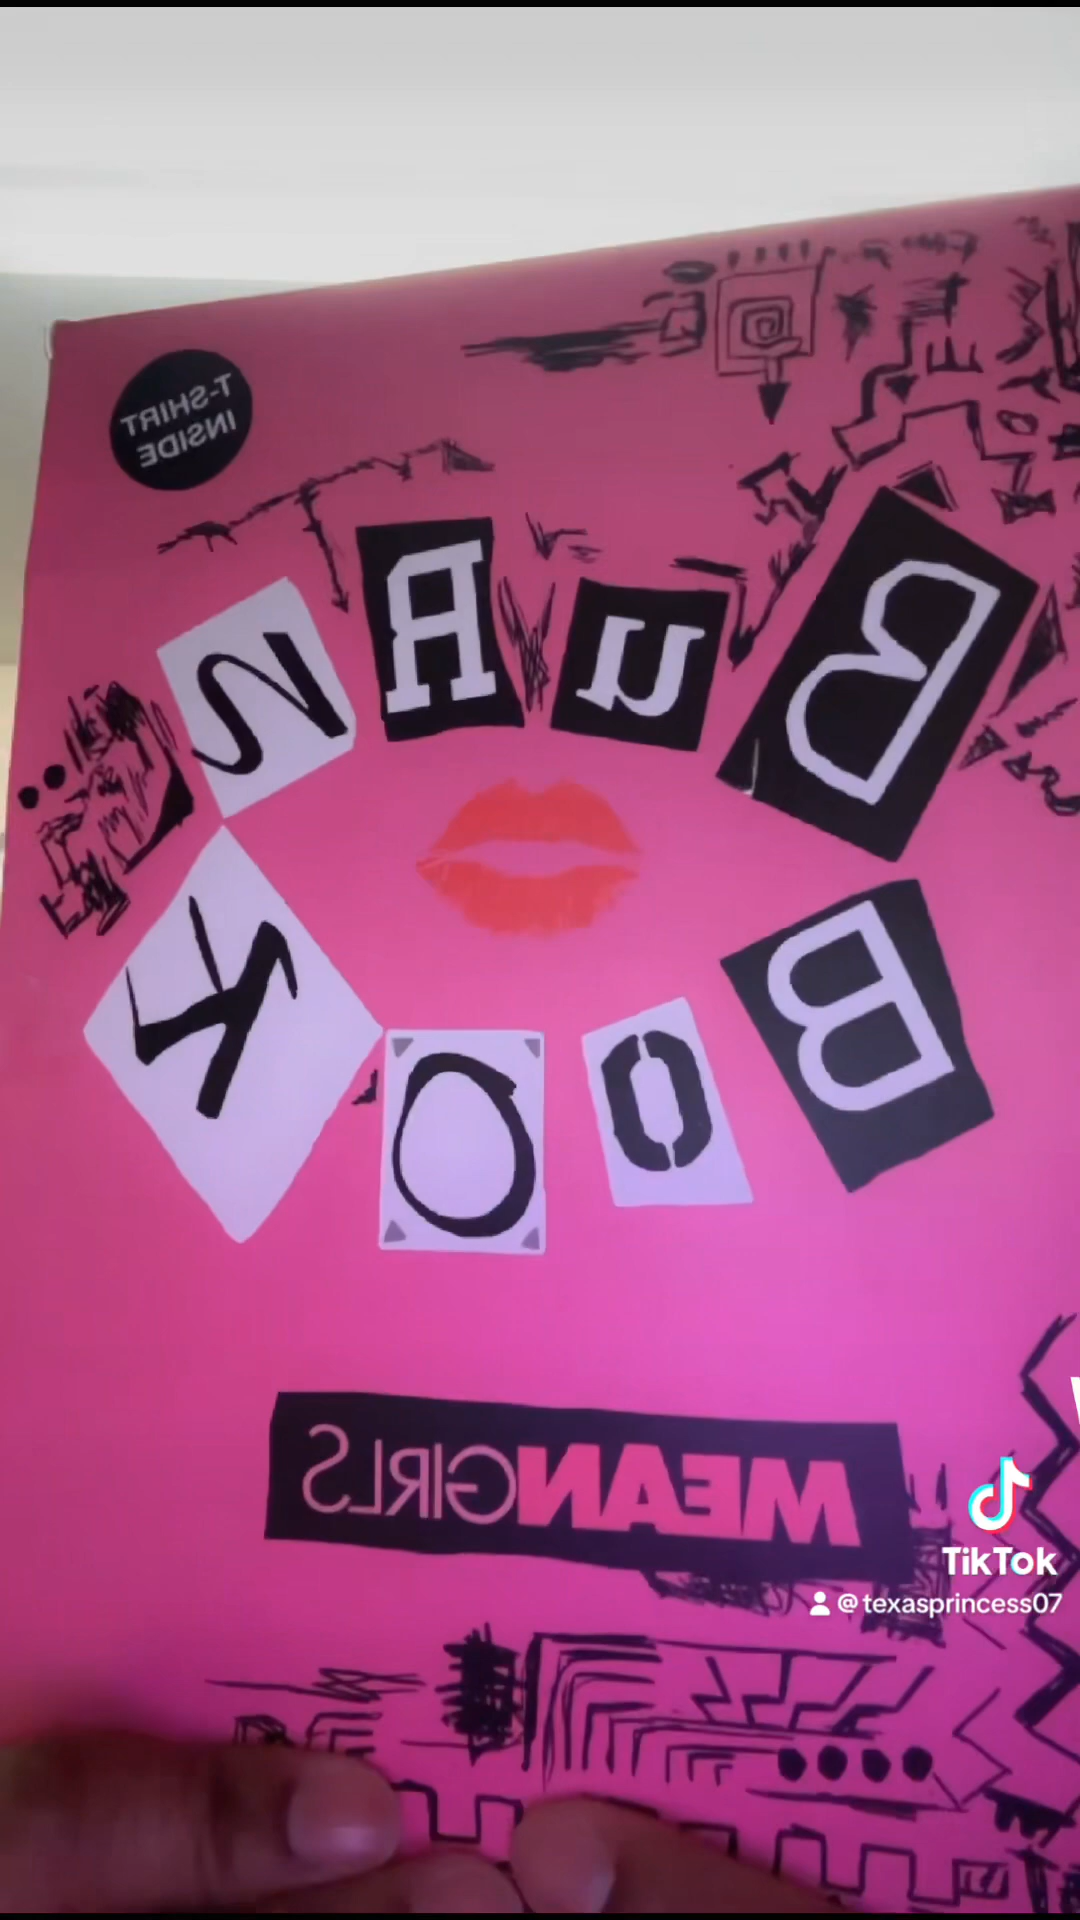 T-SHIRT
INSIDE
BuRN
BOOK
MEANGIRLS
TikTok
@texasprincess07